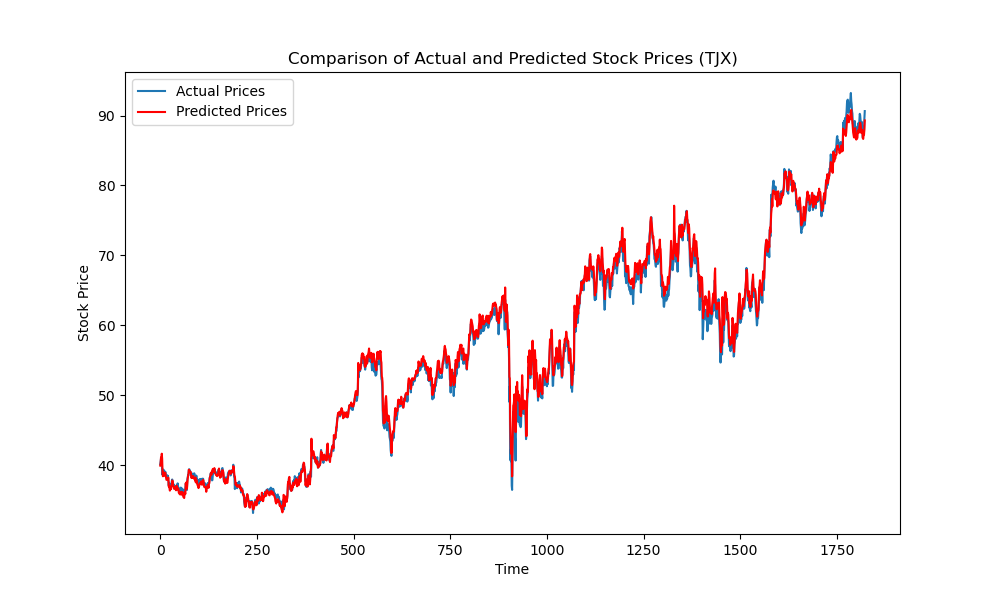 Comparison of Actual and Predicted Stock Prices (TJX)
Actual Prices
Predicted Prices
Stock Price
90
80
70
60
50
40
0 250 500 750 1000 1250 1500 1750
Time